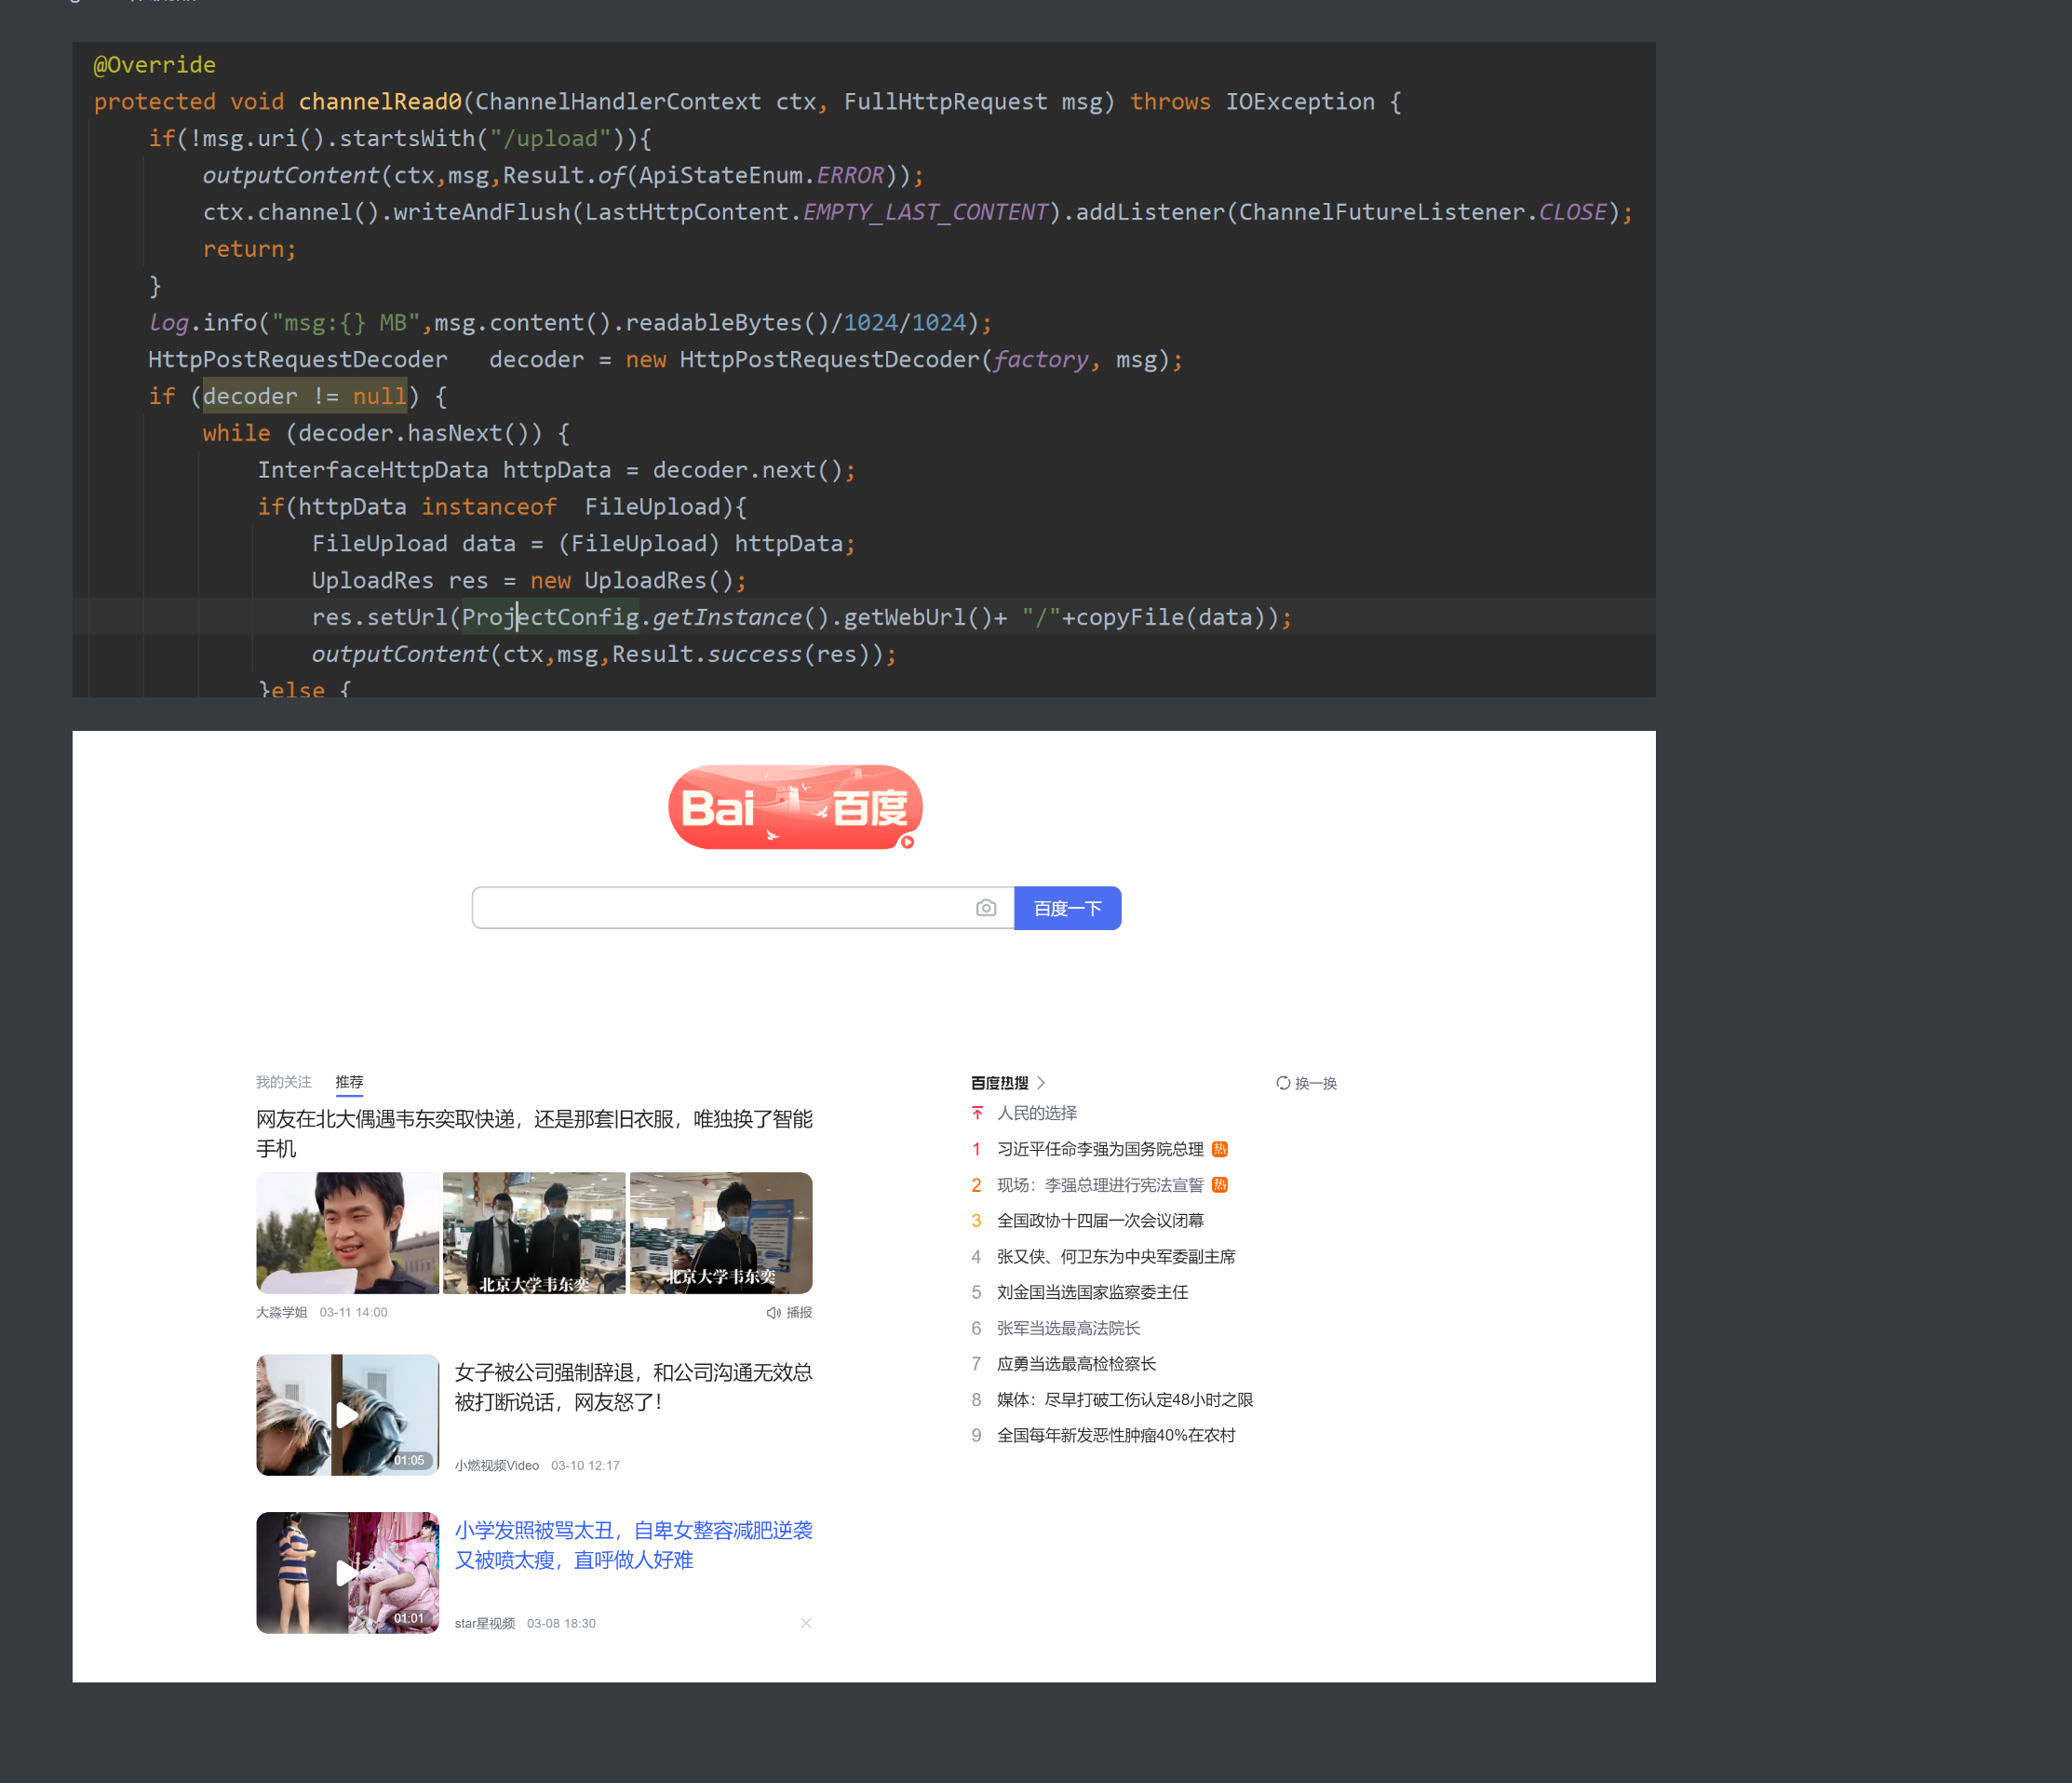 @Override
protected void channelRead0(ChannelHandlerContext ctx, FullHttpRequest msg) throws IOException {
if(!msg.uri().startsWith("/upload")){
outputContent(ctx,msg,Result.of(ApiStateEnum.ERROR));
ctx.channel().writeAndFlush(LastHttpContent.EMPTY_LAST_CONTENT).addListener(ChannelFutureListener.CLOSE);
return;
}
log.info("msg:{} MB",msg.content().readableBytes()/1024/1024);
HttpPostRequestDecoder   decoder = new HttpPostRequestDecoder(factory, msg);
if (decoder != null) {
while (decoder.hasNext()) {
InterfaceHttpData httpData = decoder.next();
if(httpData instanceof  FileUpload){
FileUpload data = (FileUpload) httpData;
UploadRes res = new UploadRes();
res.setUrl(ProjectConfig.getInstance().getWebUrl()+ "/"+copyFile(data));
outputContent(ctx,msg,Result.success(res));
}else {
Bai 百度
百度一下
我的关注 推荐
网友在北大偶遇韦东奕取快递，还是那套旧衣服，唯独换了智能
手机
北京大学韦东奕
北京大学韦东奕
大淼学姐 03-11 14:00 播报
01:05
女子被公司强制辞退，和公司沟通无效总
被打断说话，网友怒了！
小燃视频Video 03-10 12:17
01:01
小学发照被骂太丑，自卑女整容减肥逆袭
又被喷太瘦，直呼做人好难
star星视频 03-08 18:30
百度热搜 换一换
人民的选择
1 习近平任命李强为国务院总理 热
2 现场：李强总理进行宪法宣誓 热
3 全国政协十四届一次会议闭幕
4 张又侠、何卫东为中央军委副主席
5 刘金国当选国家监察委主任
6 张军当选最高法院长
7 应勇当选最高检检察长
8 媒体：尽早打破工伤认定48小时之限
9 全国每年新发恶性肿瘤40%在农村